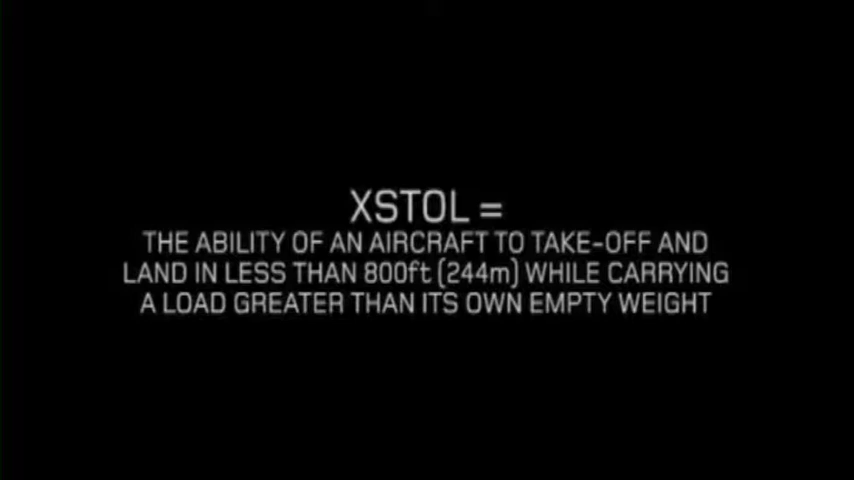 XSTOL =
THE ABILITY OF AN AIRCRAFT TO TAKE-OFF AND
LAND IN LESS THAN 800ft (244m) WHILE CARRYING
A LOAD GREATER THAN ITS OWN EMPTY WEIGHT